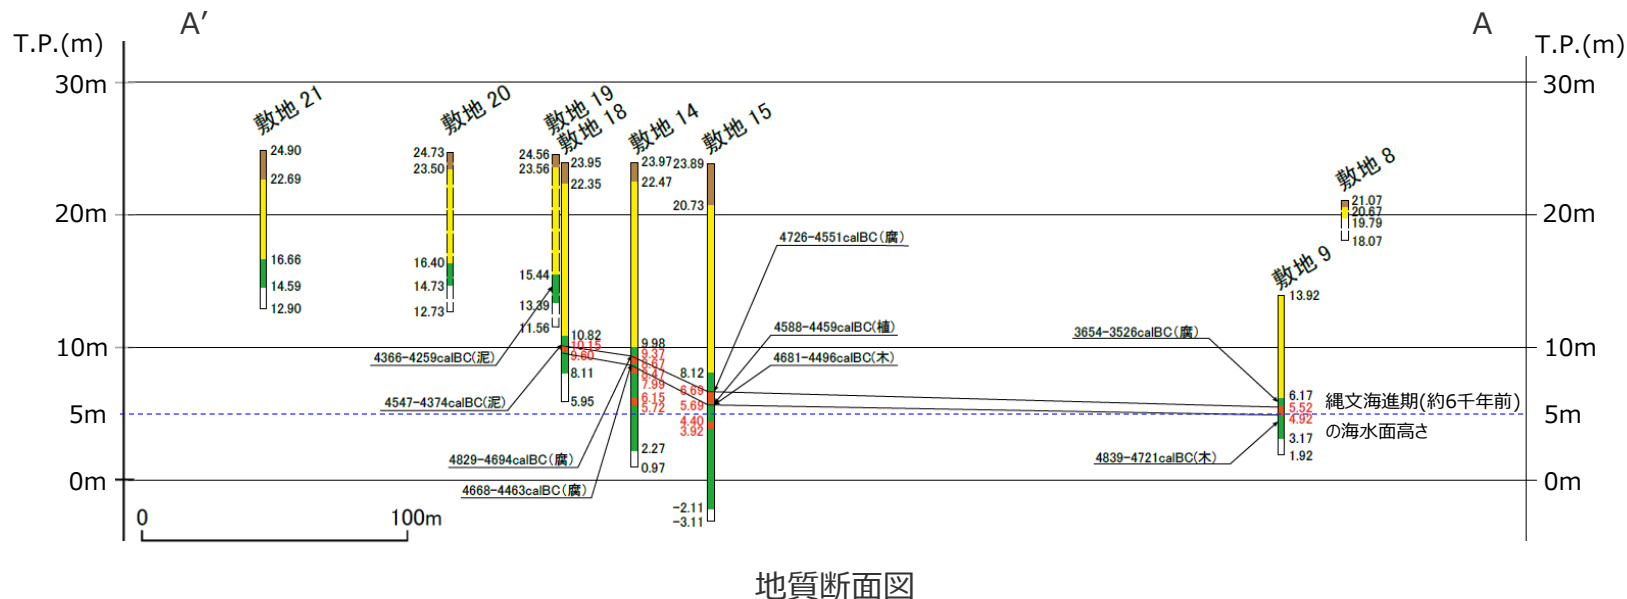 A′
A
T.P.(m)
T.P.(m)
30m
30m
20m
20m
10m
10m
5m
5m
0m
0m
敷地 21
24.90
22.69
16.66
14.59
12.90
敷地 20
24.73
23.50
16.40
14.73
12.73
敷地 19
24.56
23.56
15.44
13.39
11.56
敷地 18
23.95
22.35
10.82
10.15
9.60
8.11
5.95
敷地 14
23.97
22.47
9.98
9.37
8.67
8.47
7.99
6.15
5.72
2.27
0.97
敷地 15
23.89
20.73
8.12
6.69
5.69
4.40
3.92
-2.11
-3.11
敷地 8
21.07
20.67
19.79
18.07
敷地 9
13.92
6.17
5.52
4.92
3.17
1.92
4726-4551calBC(腐)
4588-4459calBC(植)
4681-4496calBC(木)
3654-3526calBC(腐)
4366-4259calBC(泥)
4547-4374calBC(泥)
4829-4694calBC(腐)
4668-4463calBC(腐)
4839-4721calBC(木)
縄文海進期(約6千年前)
の海水面高さ
0
100m
地質断面図